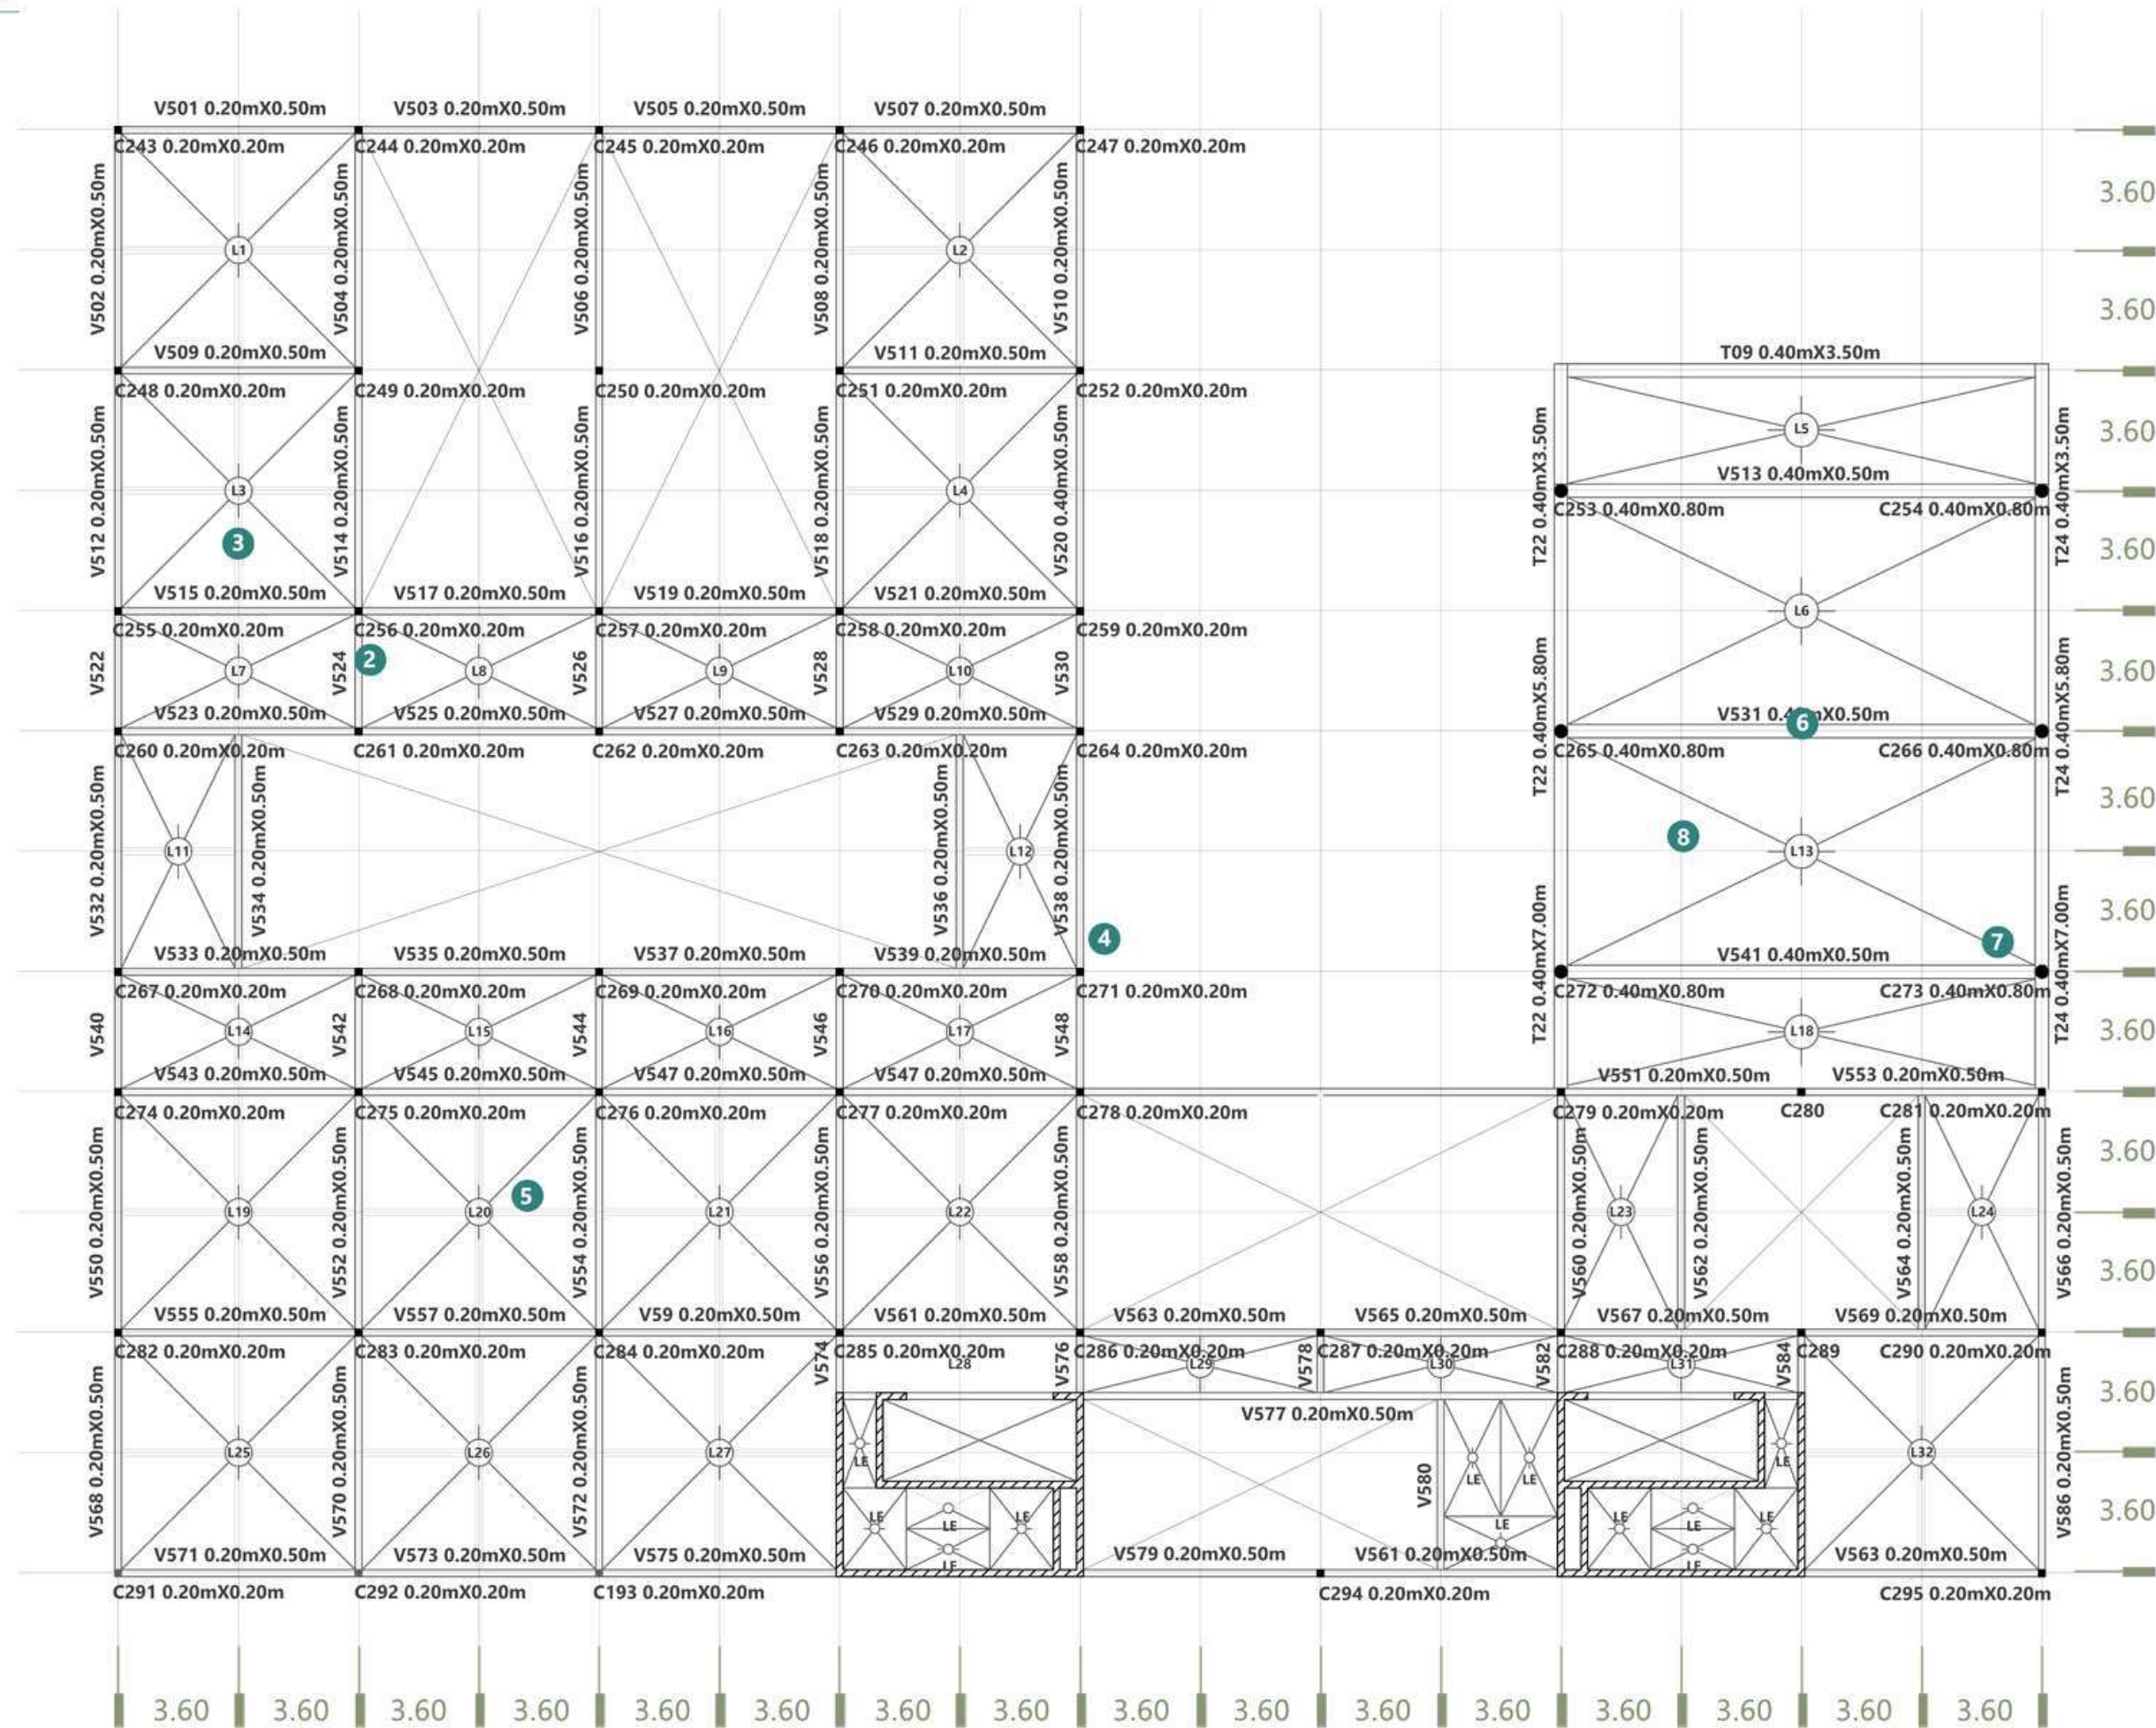 V501 0.20mX0.50m V503 0.20mX0.50m V505 0.20mX0.50m V507 0.20mX0.50m
C243 0.20mX0.20m C244 0.20mX0.20m C245 0.20mX0.20m C246 0.20mX0.20m C247 0.20mX0.20m
V502 0.20mX0.50m
V504 0.20mX0.50m
V506 0.20mX0.50m
V508 0.20mX0.50m
V510 0.20mX0.50m
3.60
L1 L2
3.60
V509 0.20mX0.50m V511 0.20mX0.50m T09 0.40mX3.50m
C248 0.20mX0.20m C249 0.20mX0.20m C250 0.20mX0.20m C251 0.20mX0.20m C252 0.20mX0.20m
V512 0.20mX0.50m
V514 0.20mX0.50m
V516 0.20mX0.50m
V518 0.20mX0.50m
V520 0.40mX0.50m
T22 0.40mX3.50m
T24 0.40mX3.50m
L5
3.60
V513 0.40mX0.50m
L3 L4
C253 0.40mX0.80m C254 0.40mX0.80m
3
3.60
V515 0.20mX0.50m V517 0.20mX0.50m V519 0.20mX0.50m V521 0.20mX0.50m
L6
C255 0.20mX0.20m C256 0.20mX0.20m C257 0.20mX0.20m C258 0.20mX0.20m C259 0.20mX0.20m
V522
V524
2
V526
V528
V530
T22 0.40mX5.80m
T24 0.40mX5.80m
L7 L8 L9 L10
3.60
V523 0.20mX0.50m V525 0.20mX0.50m V527 0.20mX0.50m V529 0.20mX0.50m
6
C260 0.20mX0.20m C261 0.20mX0.20m C262 0.20mX0.20m C263 0.20mX0.20m C264 0.20mX0.20m C265 0.40mX0.80m C266 0.40mX0.80m
V532 0.20mX0.50m
V534 0.20mX0.50m
V536 0.20mX0.50m
V538 0.20mX0.50m
3.60
8
L11 L12 L13
3.60
4
7
T22 0.40mX7.00m
T24 0.40mX7.00m
V533 0.20mX0.50m V535 0.20mX0.50m V537 0.20mX0.50m V539 0.20mX0.50m V541 0.40mX0.50m
C267 0.20mX0.20m C268 0.20mX0.20m C269 0.20mX0.20m C270 0.20mX0.20m C271 0.20mX0.20m C272 0.40mX0.80m C273 0.40mX0.80m
V540
V542
V544
V546
V548
L14 L15 L16 L17 L18
3.60
V543 0.20mX0.50m V545 0.20mX0.50m V547 0.20mX0.50m V547 0.20mX0.50m V551 0.20mX0.50m V553 0.20mX0.50m
C274 0.20mX0.20m C275 0.20mX0.20m C276 0.20mX0.20m C277 0.20mX0.20m C278 0.20mX0.20m C279 0.20mX0.20m C280 C281 0.20mX0.20m
V550 0.20mX0.50m
V552 0.20mX0.50m
V554 0.20mX0.50m
V556 0.20mX0.50m
V558 0.20mX0.50m
V560 0.20mX0.50m
V562 0.20mX0.50m
V564 0.20mX0.50m
V566 0.20mX0.50m
3.60
5
L19 L20 L21 L22 L23 L24
3.60
V555 0.20mX0.50m V557 0.20mX0.50m V59 0.20mX0.50m V561 0.20mX0.50m V563 0.20mX0.50m V565 0.20mX0.50m V567 0.20mX0.50m V569 0.20mX0.50m
C282 0.20mX0.20m C283 0.20mX0.20m C284 0.20mX0.20m C285 0.20mX0.20m C286 0.20mX0.20m C287 0.20mX0.20m C288 0.20mX0.20m C289 C290 0.20mX0.20m
V574
V576
V578
V582
V584
L28 L29 L30 L31
3.60
V568 0.20mX0.50m
V570 0.20mX0.50m
V572 0.20mX0.50m
V586 0.20mX0.50m
V577 0.20mX0.50m
L25 L26 L27 L32
LE LE
V580
LE LE
3.60
LE LE LE LE LE LE LE
LE LE
V571 0.20mX0.50m V573 0.20mX0.50m V575 0.20mX0.50m V579 0.20mX0.50m V561 0.20mX0.50m V563 0.20mX0.50m
C291 0.20mX0.20m C292 0.20mX0.20m C193 0.20mX0.20m C294 0.20mX0.20m C295 0.20mX0.20m
3.60 3.60 3.60 3.60 3.60 3.60 3.60 3.60 3.60 3.60 3.60 3.60 3.60 3.60 3.60 3.60